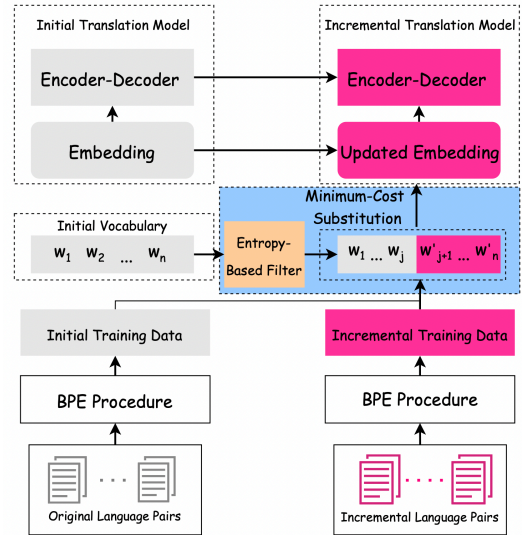 Initial Translation Model
Incremental Translation Model
Encoder-Decoder
Encoder-Decoder
Embedding
Updated Embedding
Minimum-Cost
Substitution
Initial Vocabulary
w1 w2 ... wn
Entropy-
Based Filter
w1 ... wj w'j+1 ... w'n
Initial Training Data
Incremental Training Data
BPE Procedure
BPE Procedure
Original Language Pairs
Incremental Language Pairs